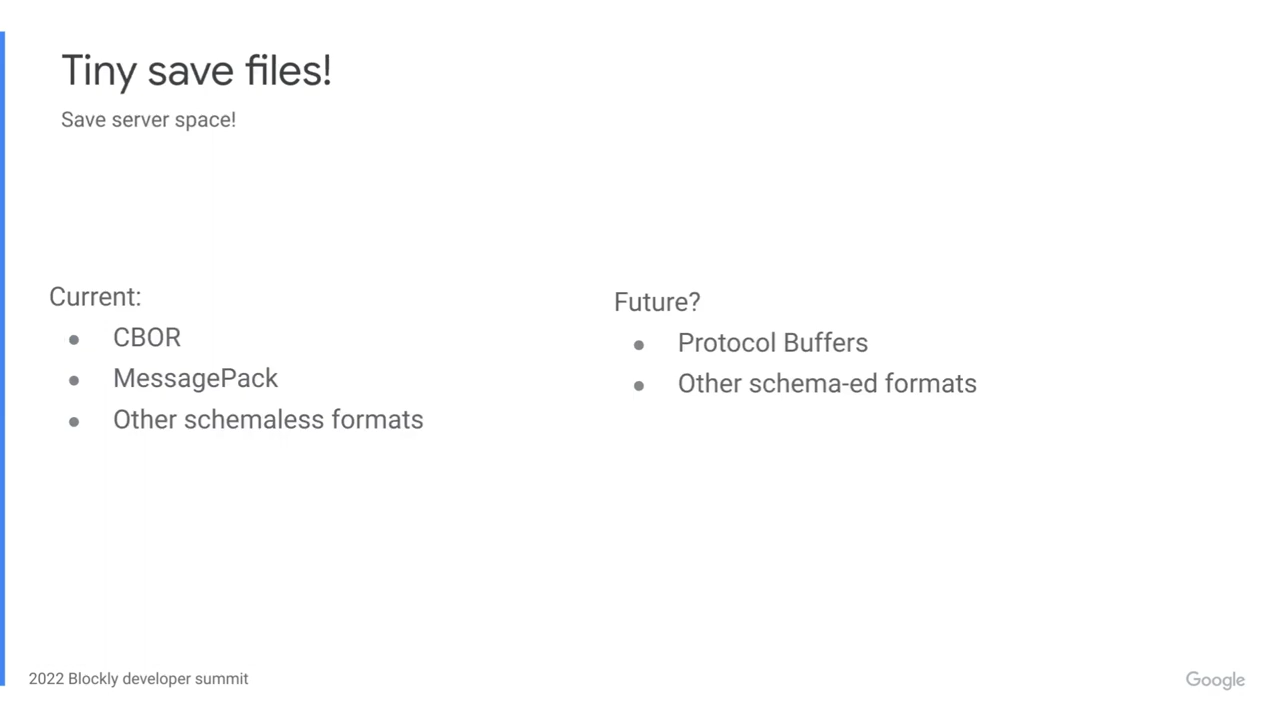 Tiny save files!
Save server space!
Current:
● CBOR
● MessagePack
● Other schemaless formats
Future?
● Protocol Buffers
● Other schema-ed formats
2022 Blockly developer summit
Google